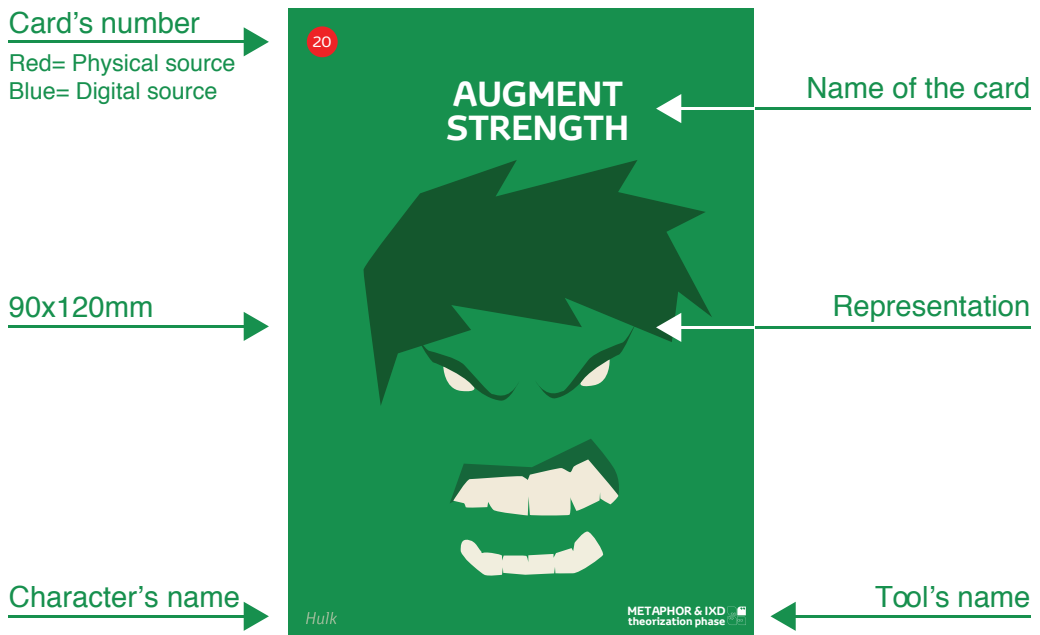 Card's number
Red= Physical source
Blue= Digital source
20
AUGMENT
STRENGTH
Name of the card
90x120mm
Representation
Character's name
Hulk
METAPHOR & IXD
theorization phase
Tool's name